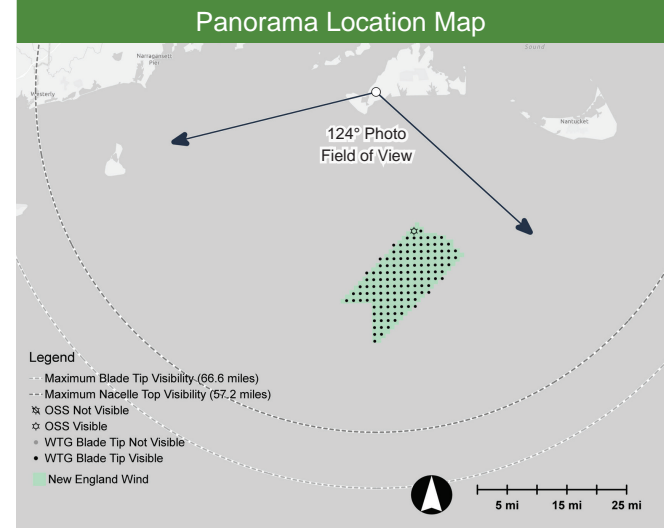 Panorama Location Map
Sound
Narragansett
Pier
Westerly
Nantucket
124° Photo
Field of View
Legend
Maximum Blade Tip Visibility (66.6 miles)
Maximum Nacelle Top Visibility (57.2 miles)
OSS Not Visible
OSS Visible
WTG Blade Tip Not Visible
WTG Blade Tip Visible
New England Wind
5 mi 15 mi 25 mi